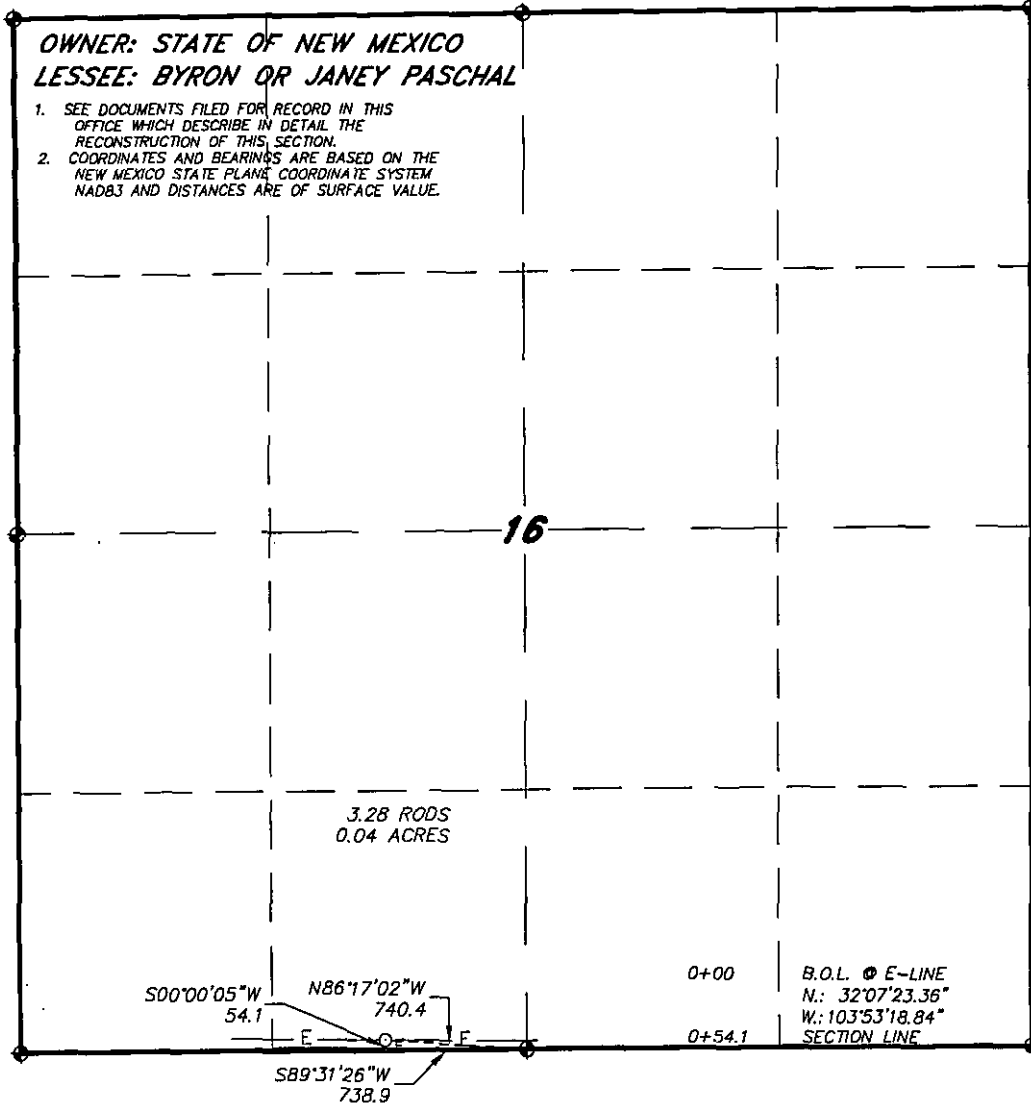 OWNER: STATE OF NEW MEXICO
LESSEE: BYRON OR JANEY PASCHAL
1. SEE DOCUMENTS FILED FOR RECORD IN THIS
OFFICE WHICH DESCRIBE IN DETAIL THE
RECONSTRUCTION OF THIS SECTION.
2. COORDINATES AND BEARINGS ARE BASED ON THE
NEW MEXICO STATE PLANE COORDINATE SYSTEM
NAD83 AND DISTANCES ARE OF SURFACE VALUE.
16
3.28 RODS
0.04 ACRES
S00°00'05"W
54.1
N86°17'02"W
740.4
E E E
S89°31'26"W
738.9
0+00 B.O.L. @ E-LINE
N.: 32°07'23.36"
W.: 103°53'18.84"
0+54.1 SECTION LINE